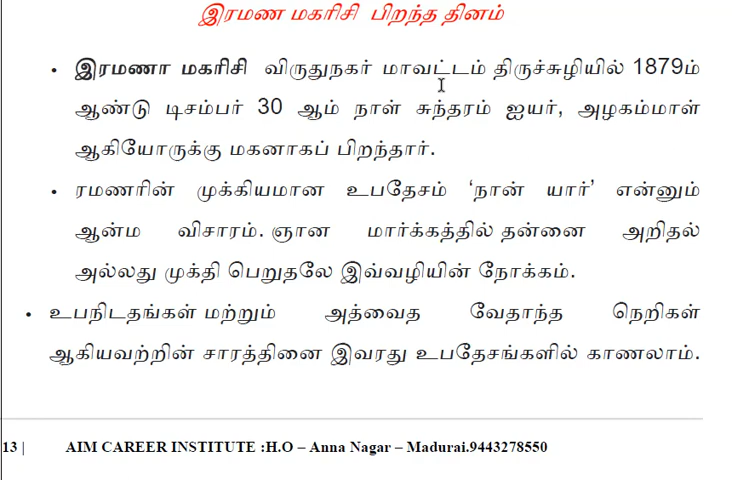 இரமண மகரிசி பிறந்த தினம்
• இரமணா மகரிசி விருதுநகர் மாவட்டம் திருச்சுழியில் 1879ம்
ஆண்டு டிசம்பர் 30 ஆம் நாள் சுந்தரம் ஐயர், அழகம்மாள்
ஆகியோருக்கு மகனாகப் பிறந்தார்.
• ரமணரின் முக்கியமான உபதேசம் ‘நான் யார்’ என்னும்
ஆன்ம விசாரம். ஞான மார்க்கத்தில் தன்னை அறிதல்
அல்லது முக்தி பெறுதலே இவ்வழியின் நோக்கம்.
• உபநிடதங்கள் மற்றும் அத்வைத வேதாந்த நெறிகள்
ஆகியவற்றின் சாரத்தினை இவரது உபதேசங்களில் காணலாம்.
13 | AIM CAREER INSTITUTE :H.O – Anna Nagar – Madurai.9443278550